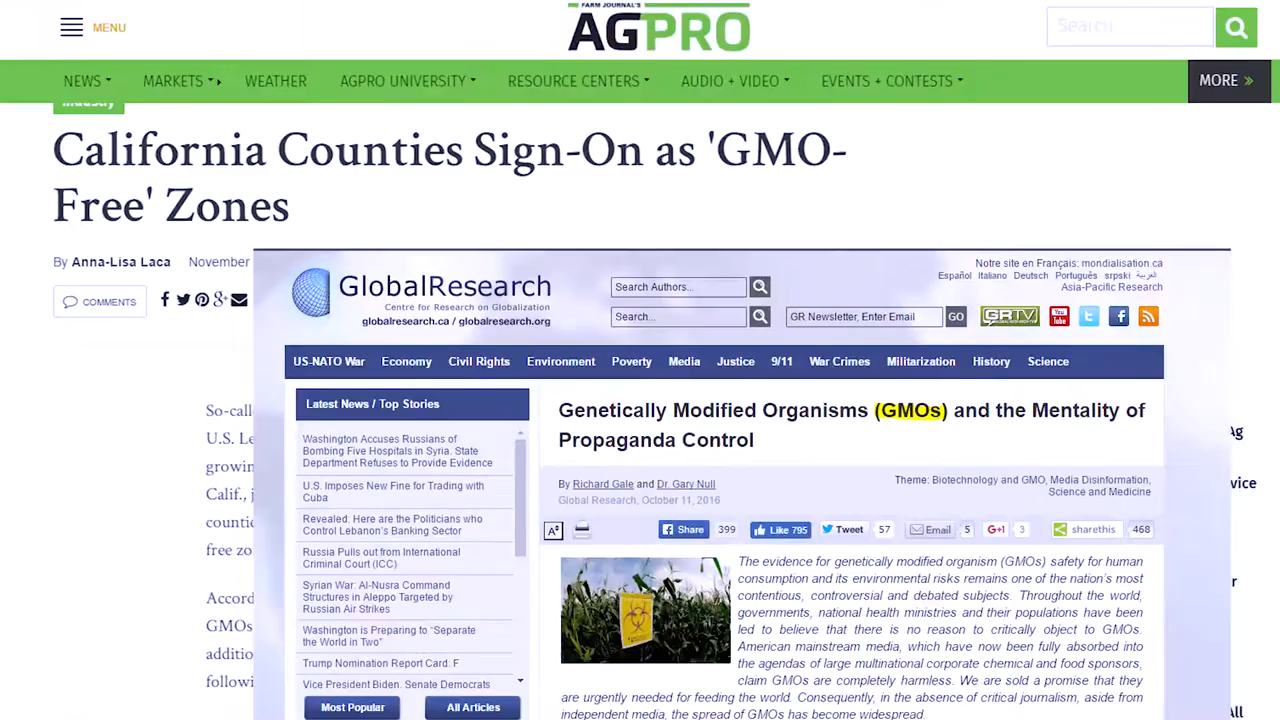 MENU
FARM JOURNAL'S
AGPRO
Search
NEWS
MARKETS
WEATHER
AGPRO UNIVERSITY
RESOURCE CENTERS
AUDIO + VIDEO
EVENTS + CONTESTS
MORE »
Industry
California Counties Sign-On as 'GMO-
Free' Zones
By Anna-Lisa Laca November
COMMENTS
So-call
U.S. Le
growin
Calif., j
countie
free zo
Accord
GMOs
additio
followi
GlobalResearch
Centre for Research on Globalization
globalresearch.ca / globalresearch.org
Search Authors...
Search...
GR Newsletter, Enter Email
GO
Notre site en Français: mondialisation.ca
Español Italiano Deutsch Português srpski العربية
Asia-Pacific Research
GRTV
You
Tube
US-NATO War Economy Civil Rights Environment Poverty Media Justice 9/11 War Crimes Militarization History Science
Latest News / Top Stories
Washington Accuses Russians of
Bombing Five Hospitals in Syria. State
Department Refuses to Provide Evidence
U.S. Imposes New Fine for Trading with
Cuba
Revealed: Here are the Politicians who
Control Lebanon's Banking Sector
Russia Pulls out from International
Criminal Court (ICC)
Syrian War: Al-Nusra Command
Structures in Aleppo Targeted by
Russian Air Strikes
Washington is Preparing to "Separate
the World in Two"
Trump Nomination Report Card. F
Vice President Biden, Senate Democrats
Most Popular
All Articles
Genetically Modified Organisms (GMOs) and the Mentality of
Propaganda Control
By Richard Gale and Dr. Gary Null
Global Research, October 11, 2016
Theme: Biotechnology and GMO, Media Disinformation,
Science and Medicine
Share 399 Like 795 Tweet 57 Email 5 G+1 3 sharethis 468
The evidence for genetically modified organism (GMOs) safety for human
consumption and its environmental risks remains one of the nation's most
contentious, controversial and debated subjects. Throughout the world,
governments, national health ministries and their populations have been
led to believe that there is no reason to critically object to GMOs.
American mainstream media, which have now been fully absorbed into
the agendas of large multinational corporate chemical and food sponsors,
claim GMOs are completely harmless. We are sold a promise that they
are urgently needed for feeding the world. Consequently, in the absence of critical journalism, aside from
independent media, the spread of GMOs has become widespread.
Ag
vice